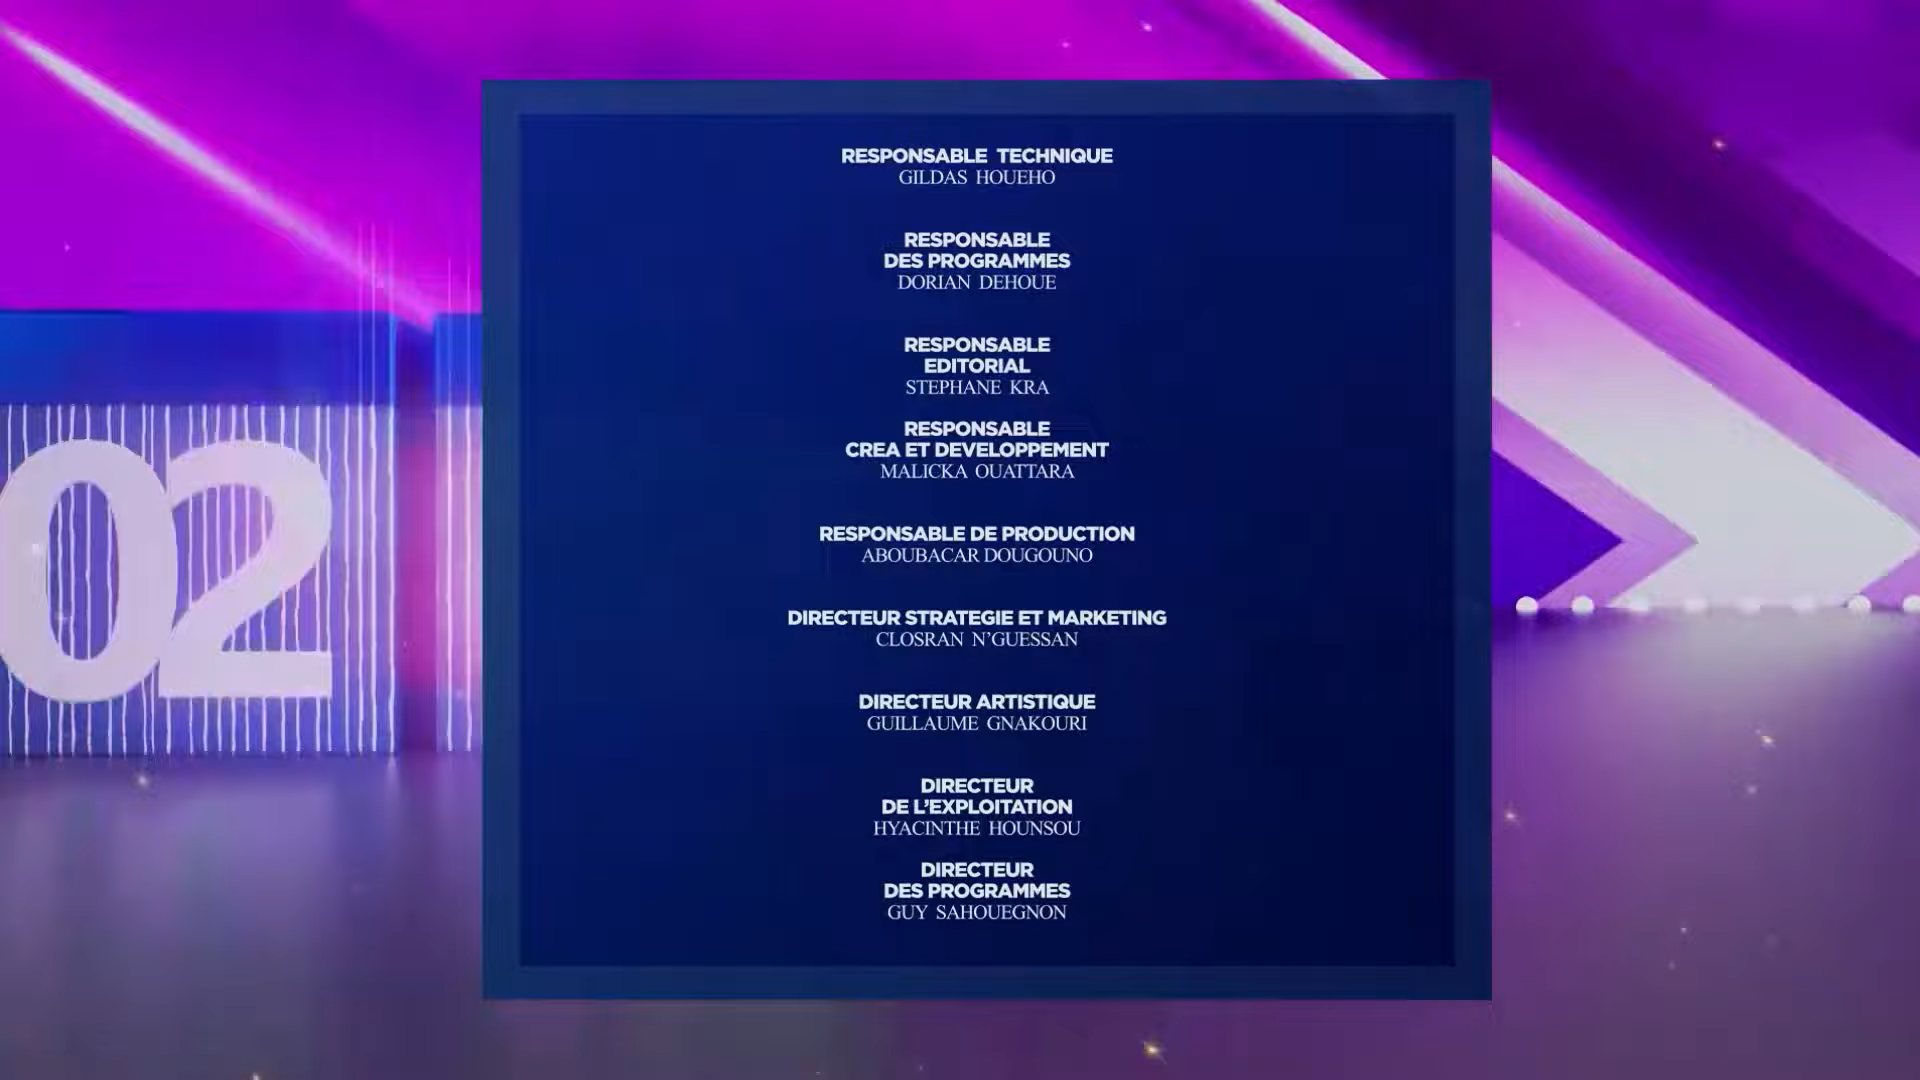 02
RESPONSABLE TECHNIQUE
GILDAS HOUEHO
RESPONSABLE
DES PROGRAMMES
DORIAN DEHOUE
RESPONSABLE
EDITORIAL
STEPHANE KRA
RESPONSABLE
CREA ET DEVELOPPEMENT
MALICKA OUATTARA
RESPONSABLE DE PRODUCTION
ABOUBACAR DOUGOUNO
DIRECTEUR STRATEGIE ET MARKETING
CLOSRAN N'GUESSAN
DIRECTEUR ARTISTIQUE
GUILLAUME GNAKOURI
DIRECTEUR
DE L'EXPLOITATION
HYACINTHE HOUNSOU
DIRECTEUR
DES PROGRAMMES
GUY SAHOUEGNON